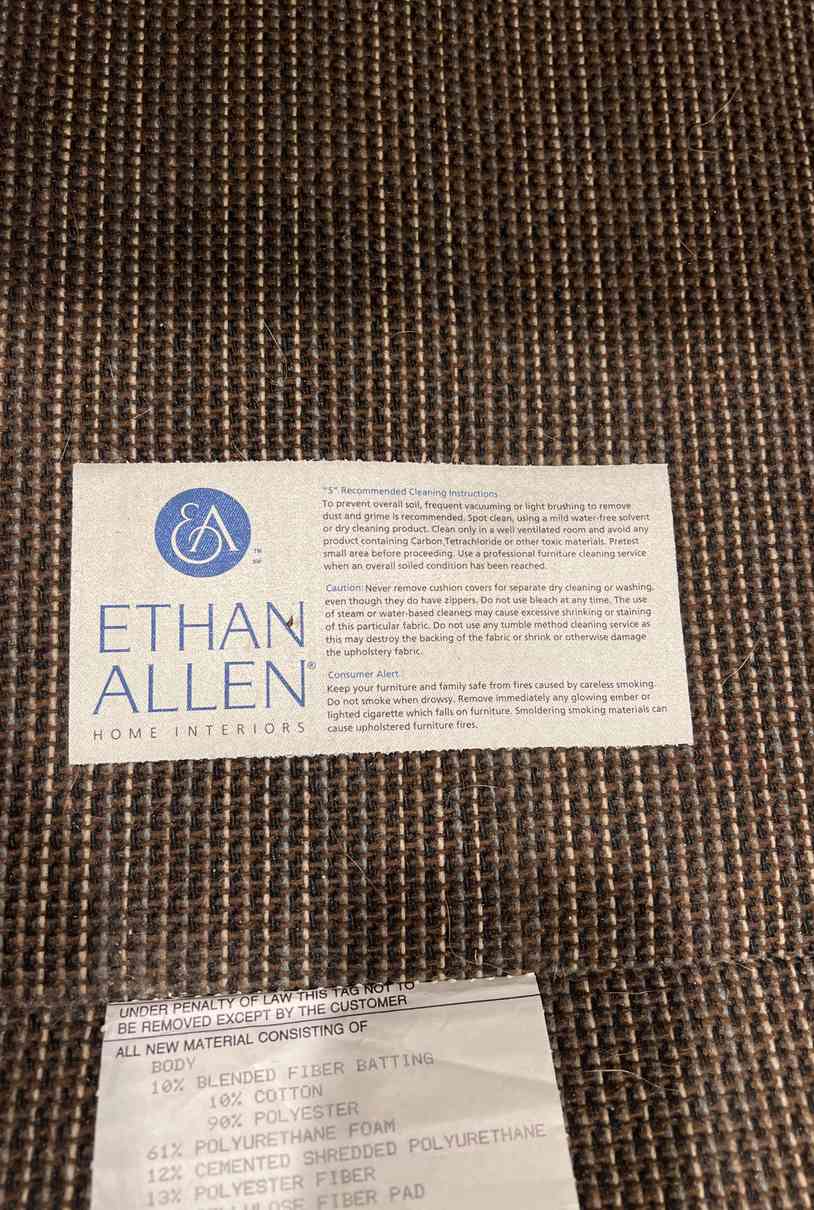 EA
TM
SM
ETHAN
ALLEN®
HOME INTERIORS
"S" Recommended Cleaning Instructions
To prevent overall soil, frequent vacuuming or light brushing to remove
dust and grime is recommended. Spot clean, using a mild water-free solvent
or dry cleaning product. Clean only in a well ventilated room and avoid any
product containing Carbon Tetrachloride or other toxic materials. Pretest
small area before proceeding. Use a professional furniture cleaning service
when an overall soiled condition has been reached.
Caution: Never remove cushion covers for separate dry cleaning or washing,
even though they do have zippers. Do not use bleach at any time. The use
of steam or water-based cleaners may cause excessive shrinking or staining
of this particular fabric. Do not use any tumble method cleaning service as
this may destroy the backing of the fabric or shrink or otherwise damage
the upholstery fabric.
Consumer Alert:
Keep your furniture and family safe from fires caused by careless smoking.
Do not smoke when drowsy. Remove immediately any glowing ember or
lighted cigarette which falls on furniture. Smoldering smoking materials can
cause upholstered furniture fires.
UNDER PENALTY OF LAW THIS TAG NOT TO
BE REMOVED EXCEPT BY THE CUSTOMER
ALL NEW MATERIAL CONSISTING OF
BODY
10% BLENDED FIBER BATTING
10% COTTON
90% POLYESTER
61% POLYURETHANE FOAM
12% CEMENTED SHREDDED POLYURETHANE
13% POLYESTER FIBER
CELLULOSE FIBER PAD